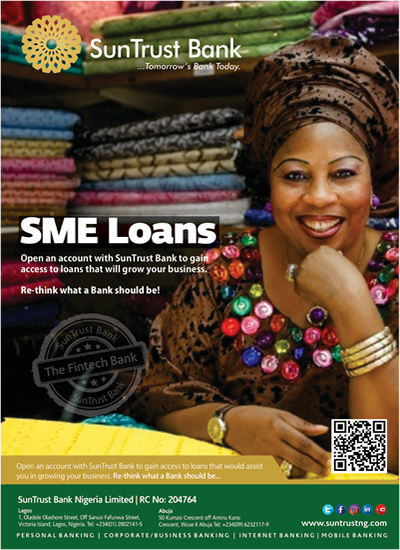 SunTrust Bank
...Tomorrow's Bank Today.
SME Loans
Open an account with SunTrust Bank to gain
access to loans that will grow your business.
Re-think what a Bank should be!
SunTrust Bank
The Fintech Bank
SunTrust Bank
Open an account with SunTrust Bank to gain access to loans that would assist
you in growing your business. Re-think what a Bank should be...
SunTrust Bank Nigeria Limited | RC No: 204764
Lagos
1, Oladele Olashore Street, Off Sanusi Fafunwa Street,
Victoria Island, Lagos, Nigeria. Tel: +234(01) 2802141-5
Abuja
50 Kumasi Crescent off Aminu Kano
Crescent, Wuse II Abuja Tel: +234(09) 6232117-9
www.suntrustng.com
PERSONAL BANKING | CORPORATE/BUSINESS BANKING | INTERNET BANKING | MOBILE BANKING